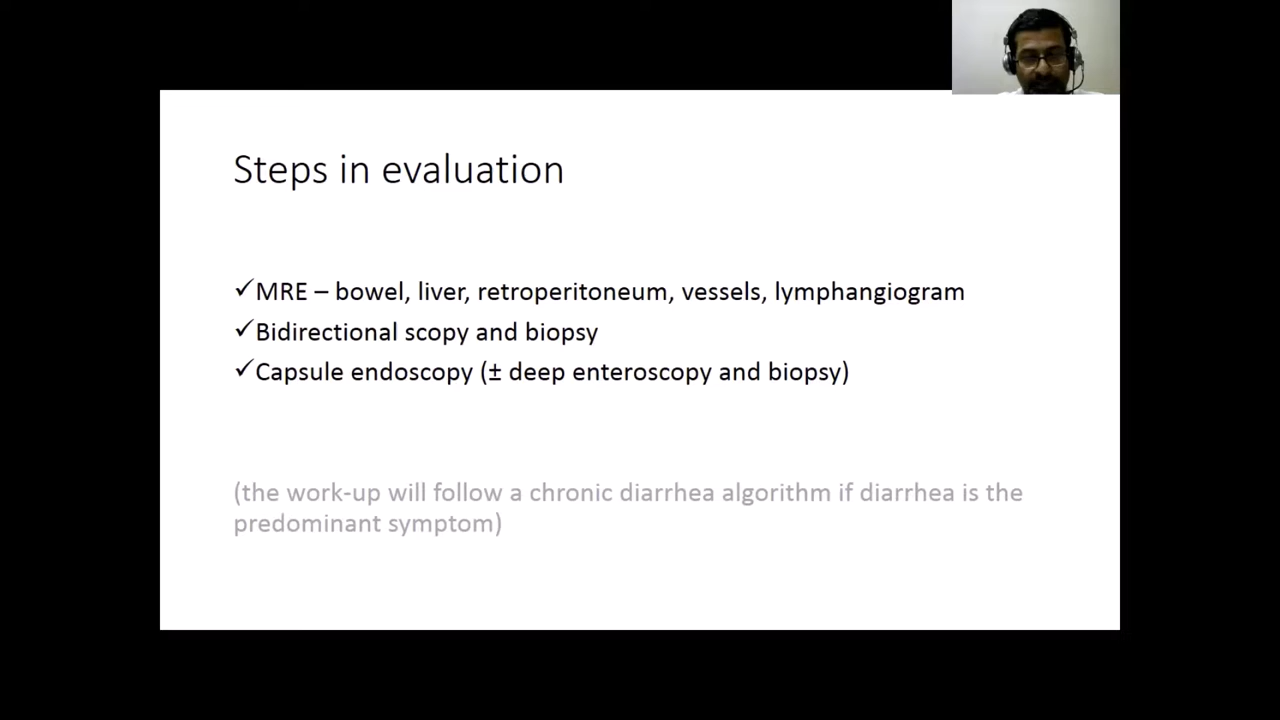 Steps in evaluation
✓MRE – bowel, liver, retroperitoneum, vessels, lymphangiogram
✓Bidirectional scopy and biopsy
✓Capsule endoscopy (± deep enteroscopy and biopsy)
(the work-up will follow a chronic diarrhea algorithm if diarrhea is the
predominant symptom)